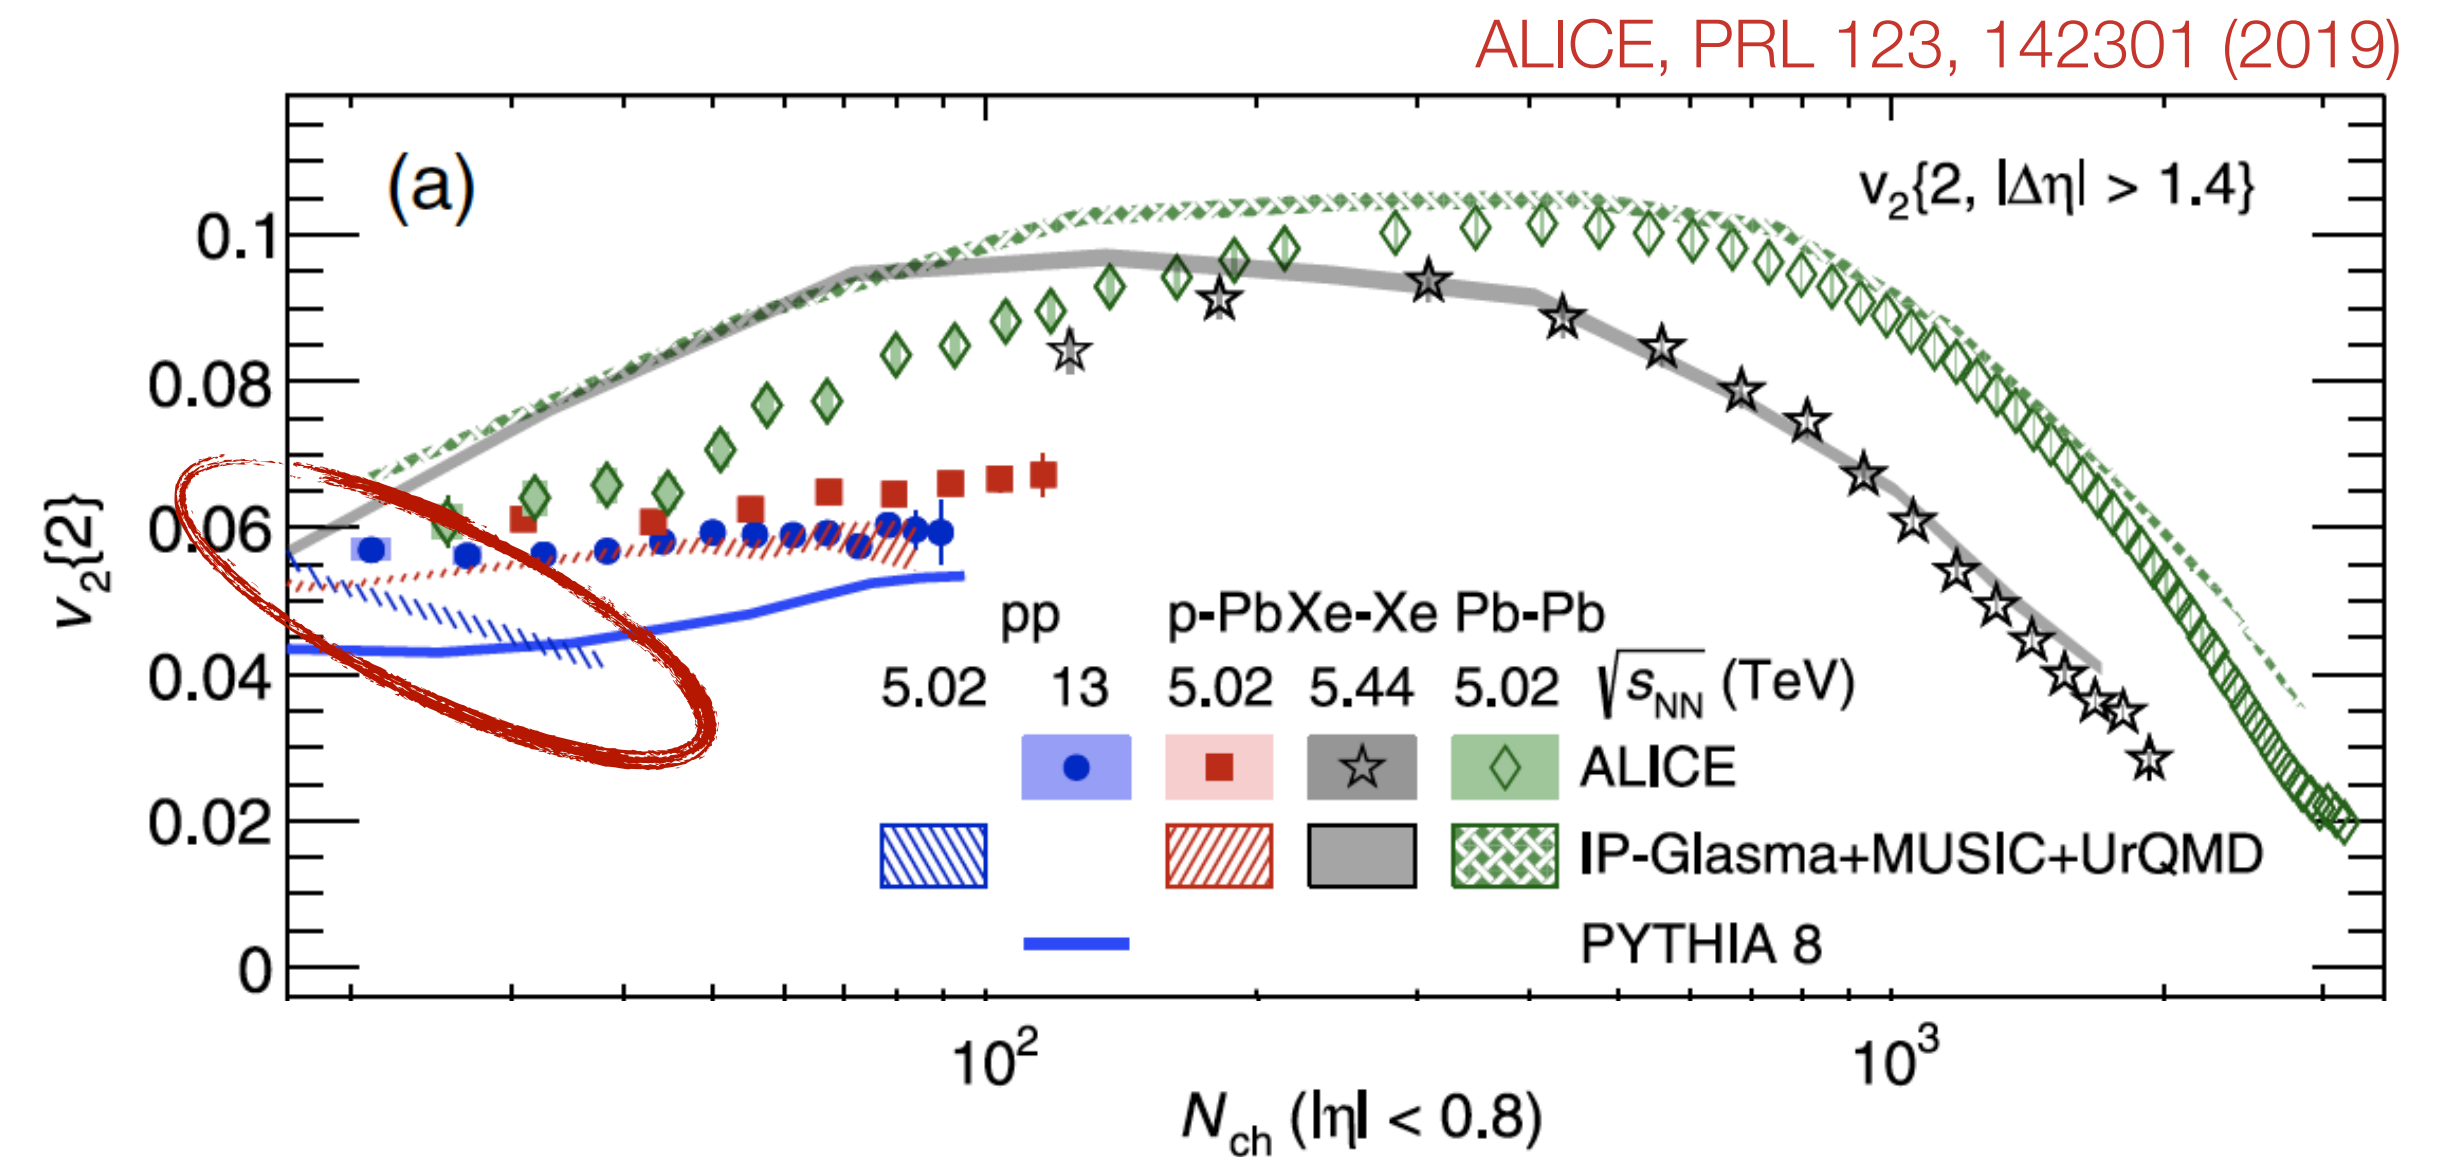 ALICE, PRL 123, 142301 (2019)
(a)
v₂{2, |Δη| > 1.4}
0.1
0.08
0.06
0.04
0.02
0
v₂{2}
pp p-Pb Xe-Xe Pb-Pb
5.02 13 5.02 5.44 5.02 √sNN (TeV)
ALICE
IP-Glasma+MUSIC+UrQMD
PYTHIA 8
10² 10³
Nch (|η| < 0.8)